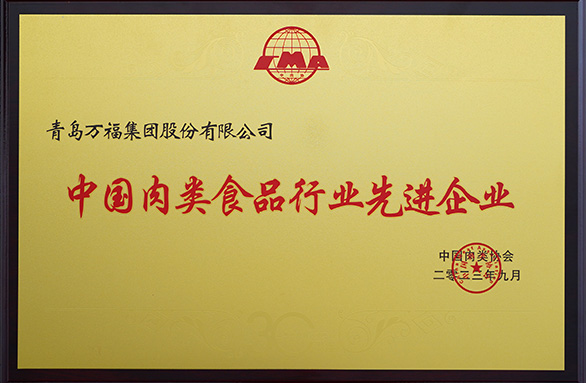 CMA
青岛万福集团股份有限公司
中国肉类食品行业先进企业
中国肉类协会
二零二三年九月